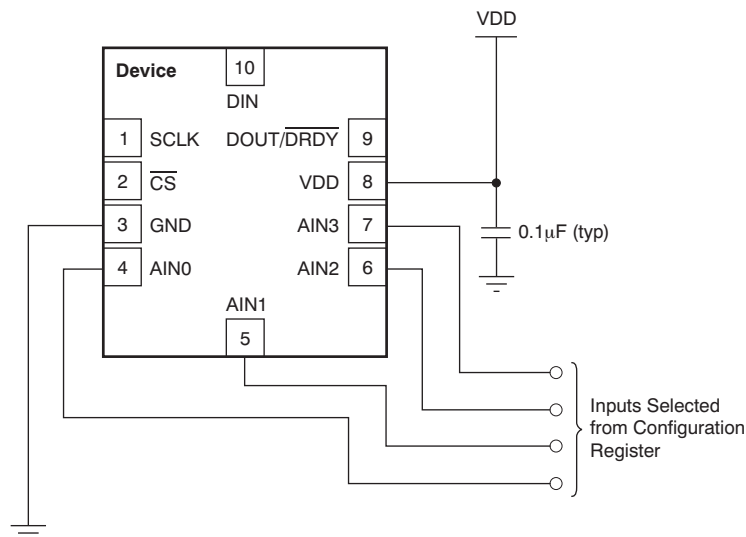 VDD
Device
10
DIN
1 SCLK DOUT/DRDY 9
2 CS VDD 8
3 GND AIN3 7
0.1μF (typ)
4 AIN0 AIN2 6
AIN1
5
Inputs Selected
from Configuration
Register